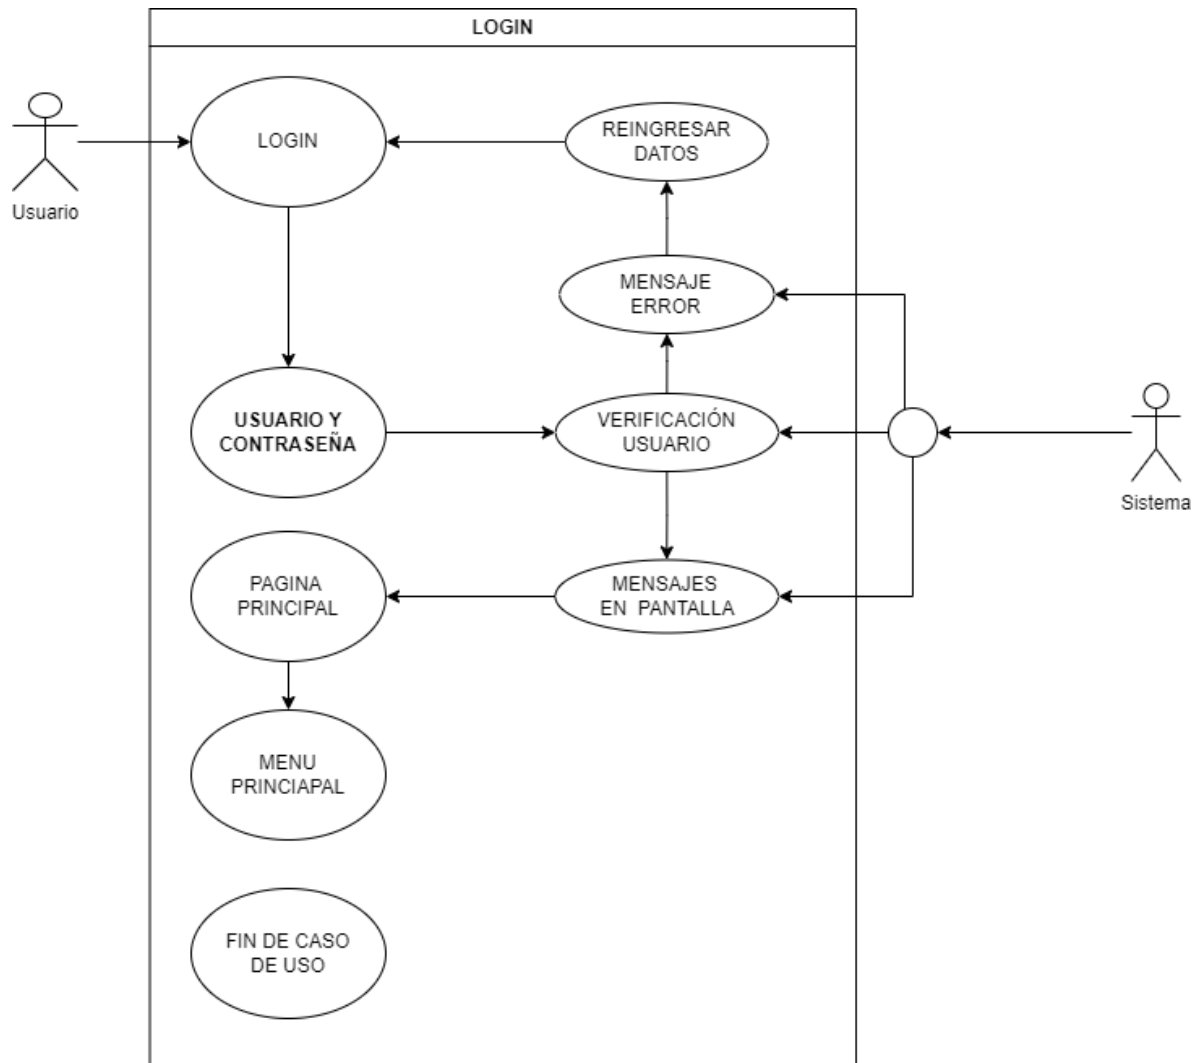 LOGIN
LOGIN
REINGRESAR
DATOS
Usuario
MENSAJE
ERROR
USUARIO Y
CONTRASEÑA
VERIFICACIÓN
USUARIO
Sistema
PAGINA
PRINCIPAL
MENSAJES
EN PANTALLA
MENU
PRINCIAPAL
FIN DE CASO
DE USO